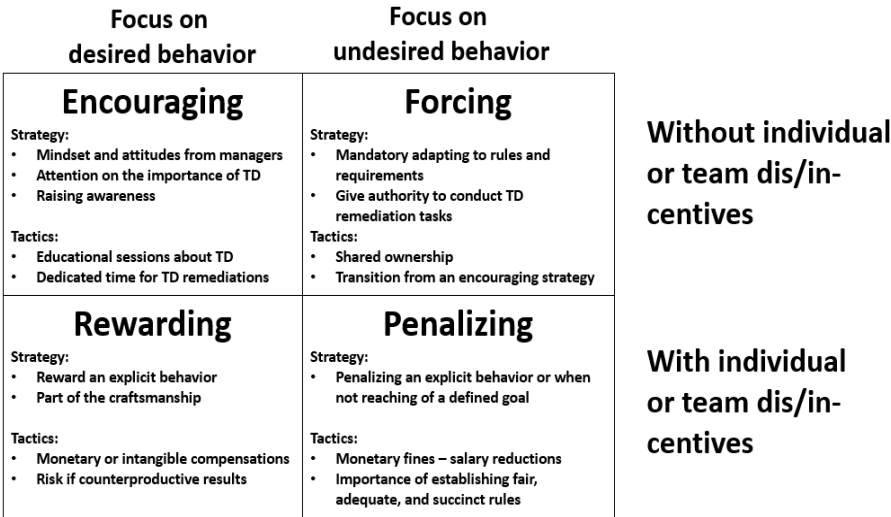 Focus on
desired behavior
Focus on
undesired behavior
Encouraging
Strategy:
• Mindset and attitudes from managers
• Attention on the importance of TD
• Raising awareness
Tactics:
• Educational sessions about TD
• Dedicated time for TD remediations
Forcing
Strategy:
• Mandatory adapting to rules and
requirements
• Give authority to conduct TD
remediation tasks
Tactics:
• Shared ownership
• Transition from an encouraging strategy
Without individual
or team dis/in-
centives
Rewarding
Strategy:
• Reward an explicit behavior
• Part of the craftsmanship
Tactics:
• Monetary or intangible compensations
• Risk if counterproductive results
Penalizing
Strategy:
• Penalizing an explicit behavior or when
not reaching of a defined goal
Tactics:
• Monetary fines – salary reductions
• Importance of establishing fair,
adequate, and succinct rules
With individual
or team dis/in-
centives